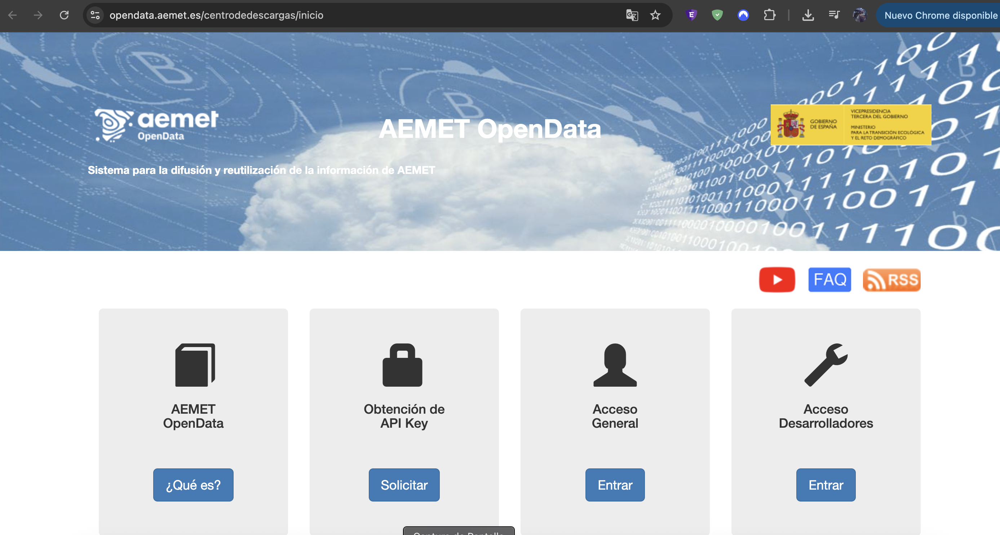 opendata.aemet.es/centrodedescargas/inicio
Nuevo Chrome disponible
aemet
OpenData
AEMET OpenData
GOBIERNO
DE ESPAÑA
VICEPRESIDENCIA
TERCERA DEL GOBIERNO
MINISTERIO
PARA LA TRANSICIÓN ECOLÓGICA
Y EL RETO DEMOGRÁFICO
Sistema para la difusión y reutilización de la información de AEMET
FAQ
RSS
AEMET
OpenData
¿Qué es?
Obtención de
API Key
Solicitar
Acceso
General
Entrar
Acceso
Desarrolladores
Entrar